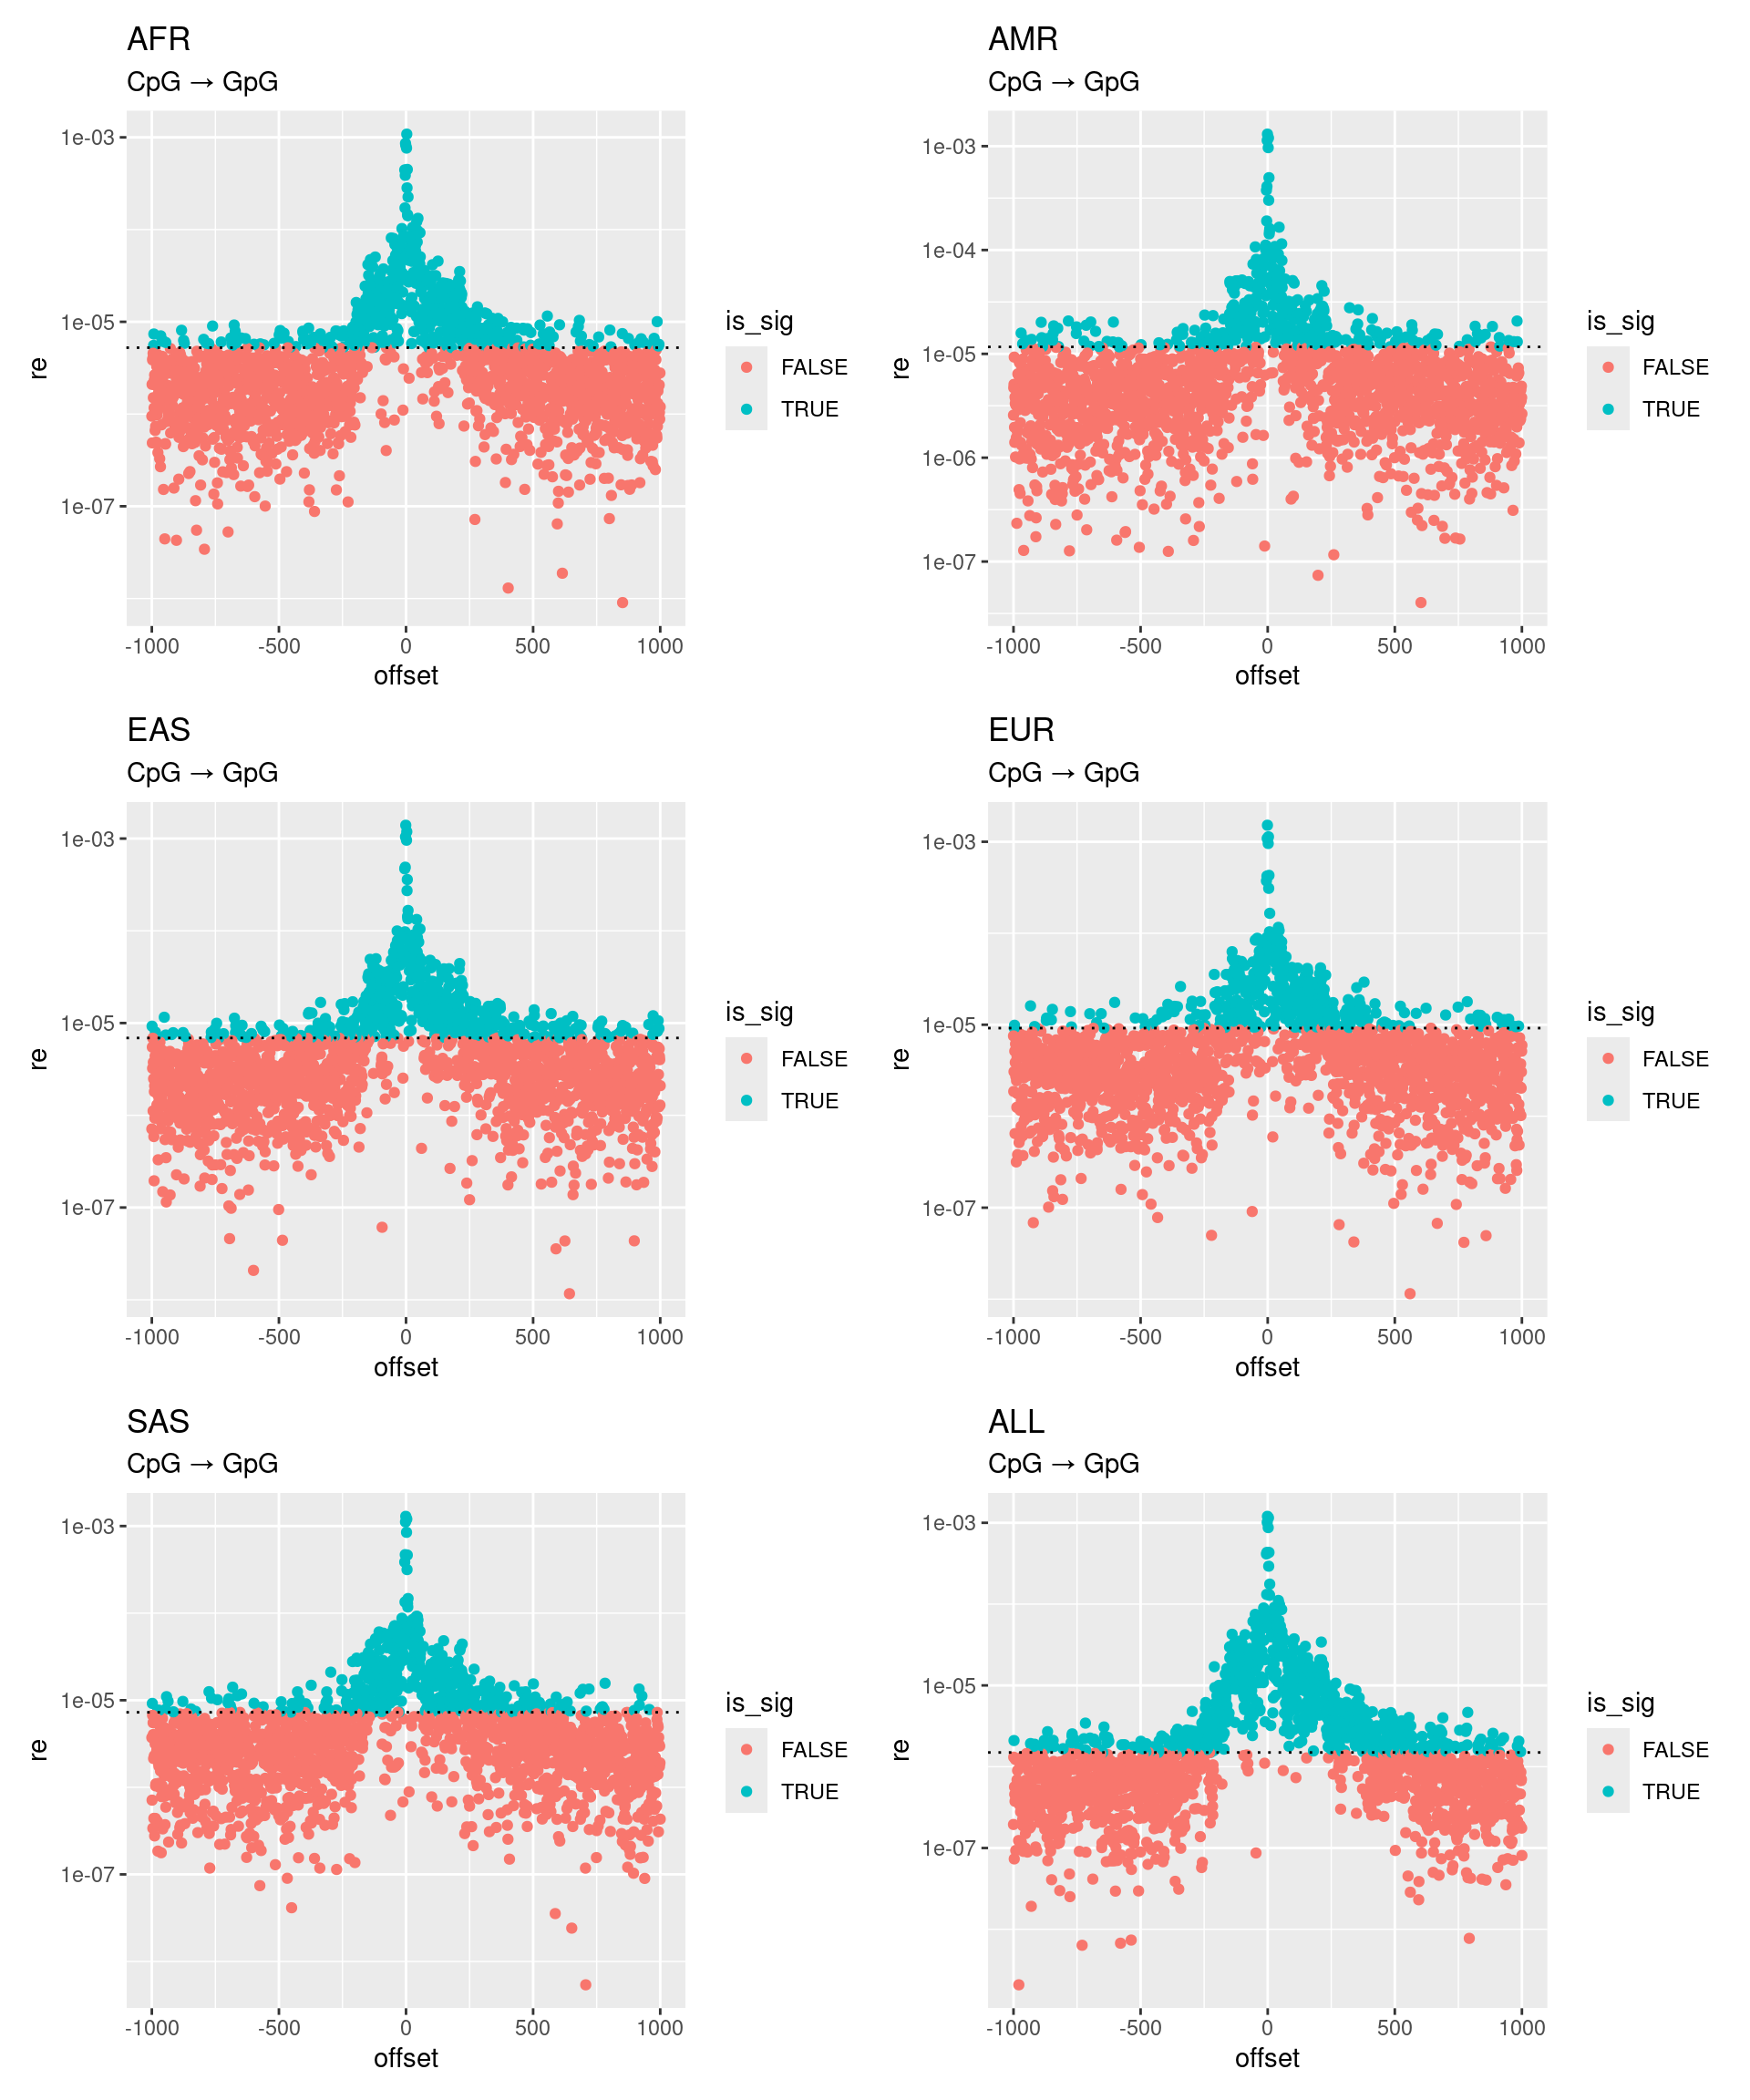 AFR
CpG → GpG
1e-03
1e-05
1e-07
re
-1000 -500 0 500 1000
offset
is_sig
FALSE
TRUE
AMR
CpG → GpG
1e-03
1e-04
1e-05
1e-06
1e-07
re
-1000 -500 0 500 1000
offset
is_sig
FALSE
TRUE
EAS
CpG → GpG
1e-03
1e-05
1e-07
re
-1000 -500 0 500 1000
offset
is_sig
FALSE
TRUE
EUR
CpG → GpG
1e-03
1e-05
1e-07
re
-1000 -500 0 500 1000
offset
is_sig
FALSE
TRUE
SAS
CpG → GpG
1e-03
1e-05
1e-07
re
-1000 -500 0 500 1000
offset
is_sig
FALSE
TRUE
ALL
CpG → GpG
1e-03
1e-05
1e-07
re
-1000 -500 0 500 1000
offset
is_sig
FALSE
TRUE